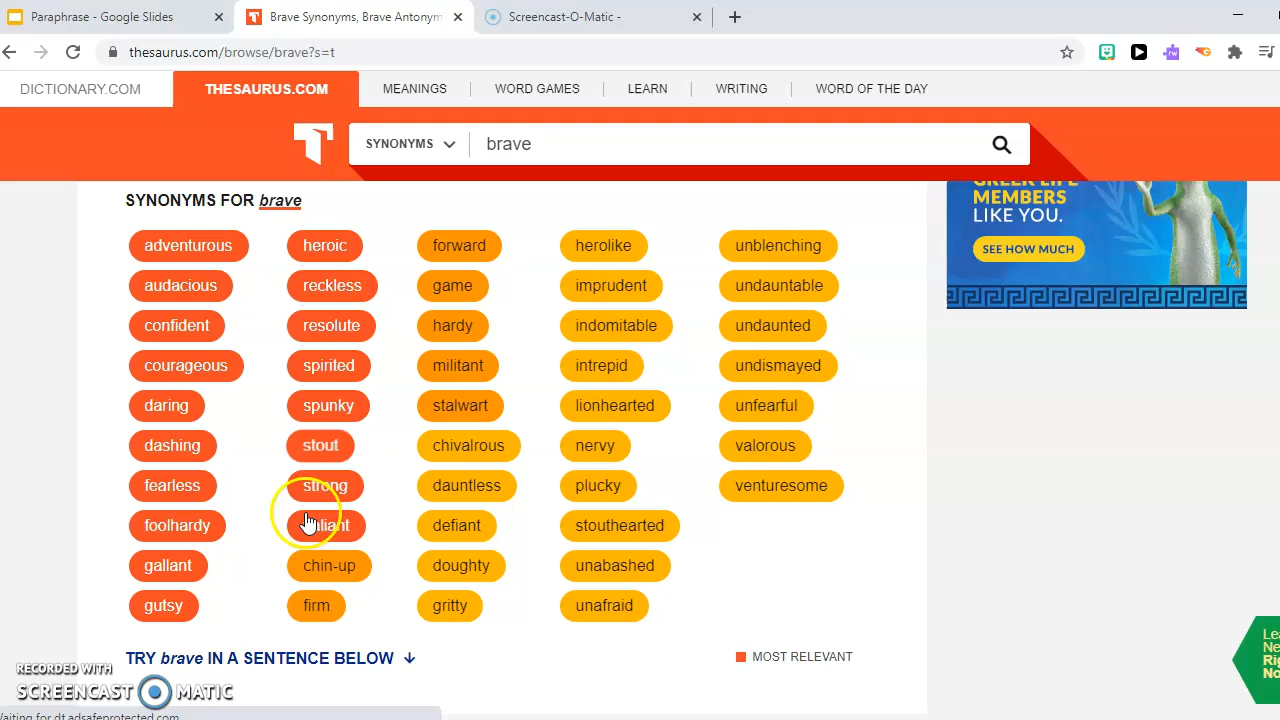 Paraphrase - Google Slides
Brave Synonyms, Brave Antonym
Screencast-O-Matic -
thesaurus.com/browse/brave?s=t
DICTIONARY.COM THESAURUS.COM MEANINGS WORD GAMES LEARN WRITING WORD OF THE DAY
SYNONYMS brave
SYNONYMS FOR brave
adventurous heroic forward herolike unblenching
audacious reckless game imprudent undauntable
confident resolute hardy indomitable undaunted
courageous spirited militant intrepid undismayed
daring spunky stalwart lionhearted unfearful
dashing stout chivalrous nervy valorous
fearless strong dauntless plucky venturesome
foolhardy defiant stouthearted
gallant chin-up doughty unabashed
gutsy firm gritty unafraid
TRY brave IN A SENTENCE BELOW
MOST RELEVANT
MEMBERS
LIKE YOU.
SEE HOW MUCH
RECORDED WITH
SCREENCAST MATIC